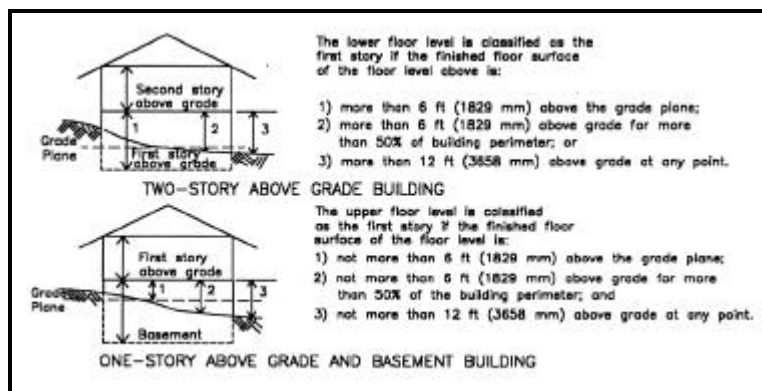 The lower floor level is classified as the
first story if the finished floor surface
of the floor level above is:
1) more than 6 ft (1829 mm) above the grade plane;
2) more than 6 ft (1829 mm) above grade for more
than 50% of building perimeter; or
3) more than 12 ft (3658 mm) above grade at any point.
Second story
above grade
1
2
3
Grade
Plane
First story
above grade
TWO-STORY ABOVE GRADE BUILDING
The upper floor level is classified
as the first story if the finished floor
surface of the floor level is:
1) not more than 6 ft (1829 mm) above the grade plane;
2) not more than 6 ft (1829 mm) above grade for more
than 50% of the building perimeter; and
3) not more than 12 ft (3658 mm) above grade at any point.
First story
above grade
1
2
3
Grade
Plane
Basement
ONE-STORY ABOVE GRADE AND BASEMENT BUILDING